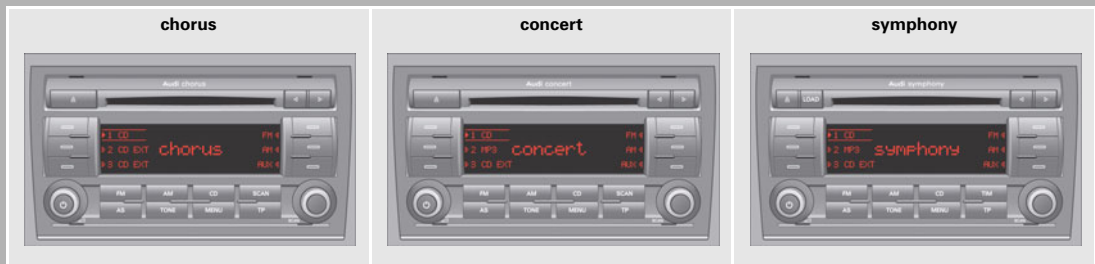 chorus
concert
symphony
Audi chorus
1 CD
FM
2 CD EXT
chorus
AM
3 CD EXT
AUX
FM AM CD SCAN
AS TONE MENU TP
Audi concert
1 CD
FM
2 MP3
concert
AM
3 CD EXT
AUX
FM AM CD SCAN
AS TONE MENU TP
Audi symphony
LOAD
1 CD
FM
2 MP3
symphony
AM
3 CD EXT
AUX
FM AM CD TIM
AS TONE MENU TP